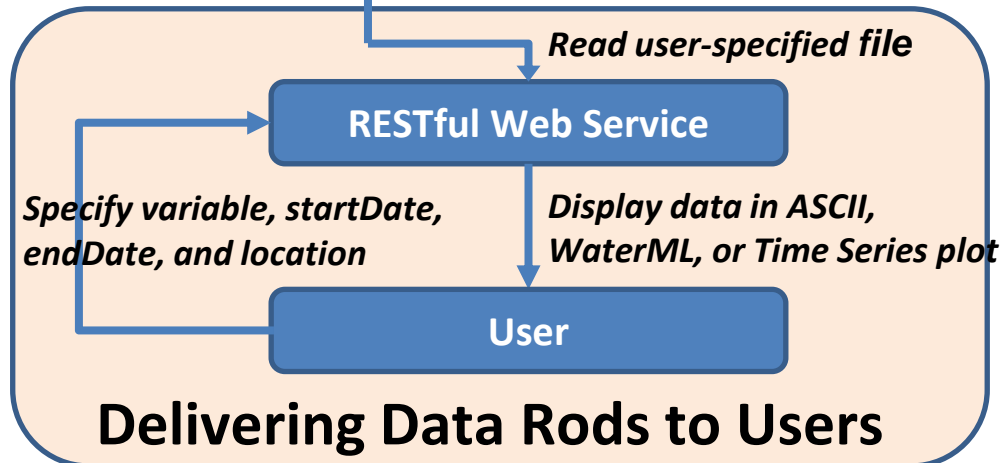 Read user-specified file
RESTful Web Service
Specify variable, startDate,
endDate, and location
Display data in ASCII,
WaterML, or Time Series plot
User
Delivering Data Rods to Users